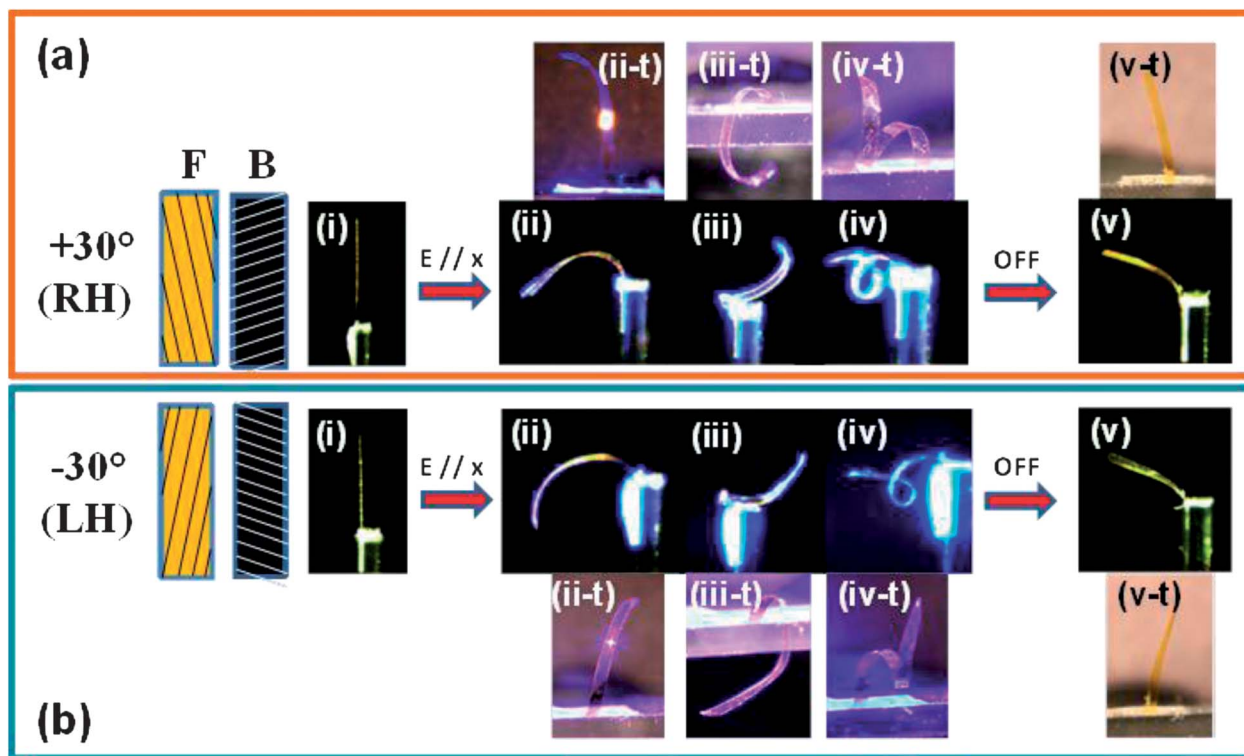 (a)
(ii-t) (iii-t) (iv-t) (v-t)
F B
+30°
(RH)
(i) E // x (ii) (iii) (iv) OFF (v)
-30°
(LH)
(i) E // x (ii) (iii) (iv) OFF (v)
(ii-t) (iii-t) (iv-t) (v-t)
(b)